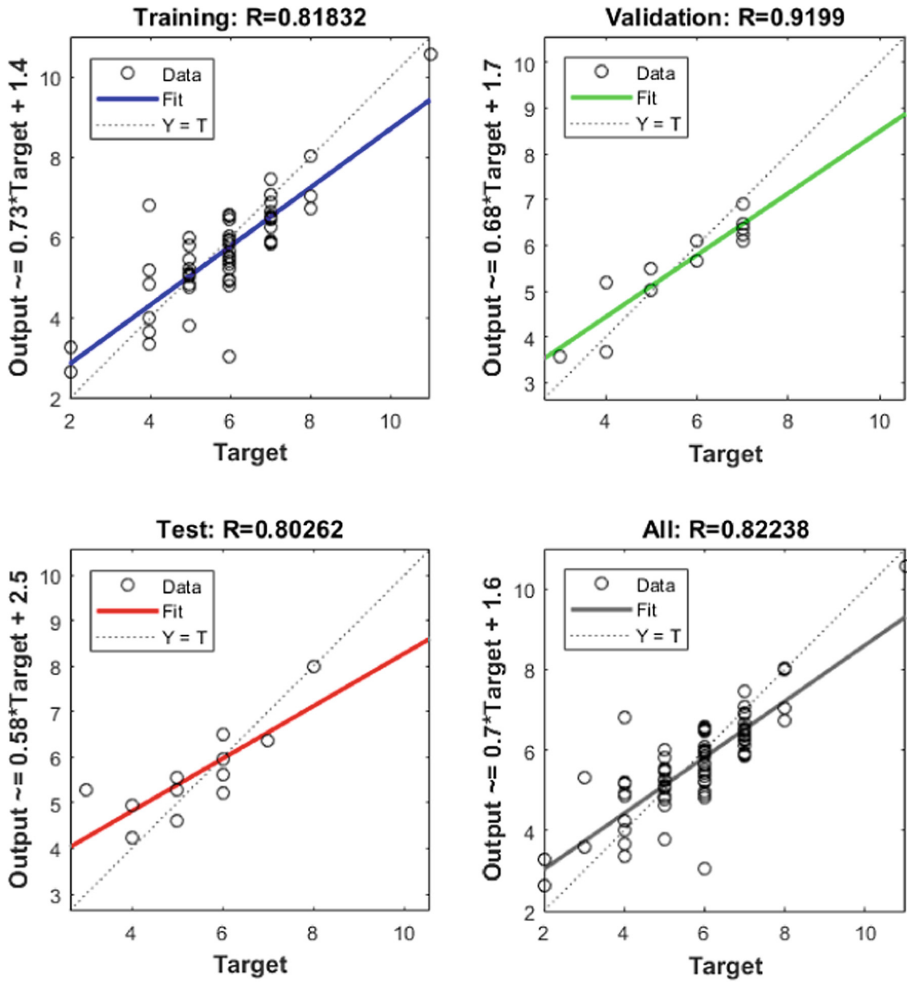 Training: R=0.81832
Output ~= 0.73*Target + 1.4
10
8
6
4
2
Data
Fit
Y = T
2 4 6 8 10
Target
Validation: R=0.9199
Output ~= 0.68*Target + 1.7
10
9
8
7
6
5
4
3
Data
Fit
Y = T
4 6 8 10
Target
Test: R=0.80262
Output ~= 0.58*Target + 2.5
10
9
8
7
6
5
4
3
Data
Fit
Y = T
4 6 8 10
Target
All: R=0.82238
Output ~= 0.7*Target + 1.6
10
8
6
4
2
Data
Fit
Y = T
2 4 6 8 10
Target